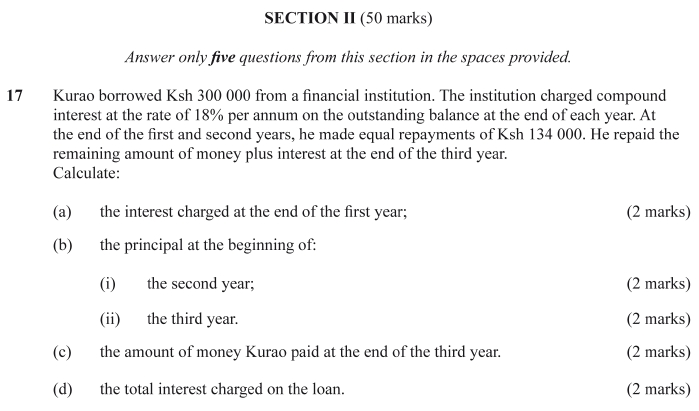 SECTION II (50 marks)
Answer only five questions from this section in the spaces provided.
17 Kurao borrowed Ksh 300 000 from a financial institution. The institution charged compound
interest at the rate of 18% per annum on the outstanding balance at the end of each year. At
the end of the first and second years, he made equal repayments of Ksh 134 000. He repaid the
remaining amount of money plus interest at the end of the third year.
Calculate:
(a) the interest charged at the end of the first year; (2 marks)
(b) the principal at the beginning of:
(i) the second year; (2 marks)
(ii) the third year. (2 marks)
(c) the amount of money Kurao paid at the end of the third year. (2 marks)
(d) the total interest charged on the loan. (2 marks)